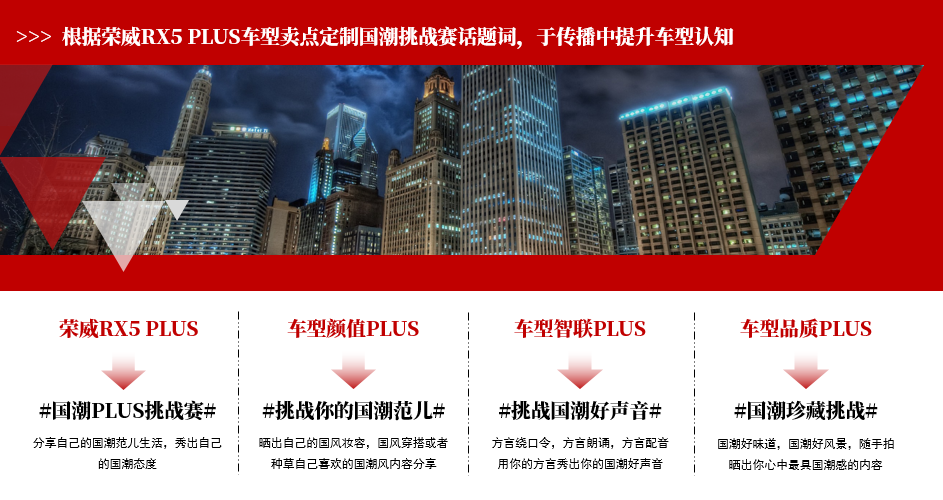 >>> 根据荣威RX5 PLUS车型卖点定制国潮挑战赛话题词，于传播中提升车型认知
荣威RX5 PLUS
#国潮PLUS挑战赛#
分享自己的国潮范儿生活，秀出自己
的国潮态度
车型颜值PLUS
#挑战你的国潮范儿#
晒出自己的国风妆容，国风穿搭或者
种草自己喜欢的国潮风内容分享
车型智联PLUS
#挑战国潮好声音#
方言绕口令，方言朗诵，方言配音
用你的方言秀出你的国潮好声音
车型品质PLUS
#国潮珍藏挑战#
国潮好味道，国潮好风景，随手拍
晒出你心中最具国潮感的内容